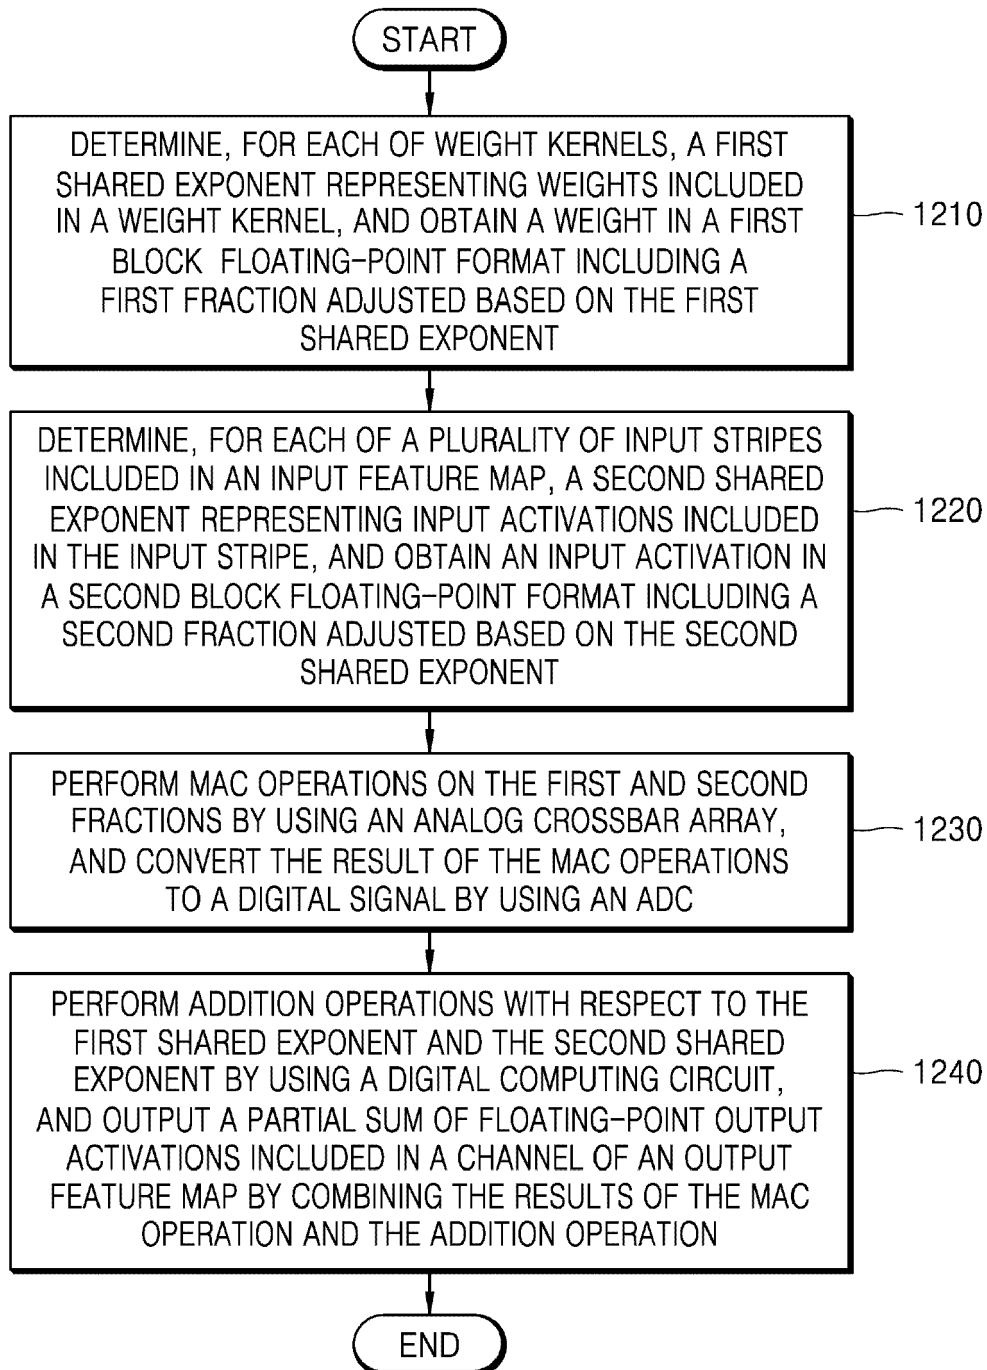 START
DETERMINE, FOR EACH OF WEIGHT KERNELS, A FIRST
SHARED EXPONENT REPRESENTING WEIGHTS INCLUDED
IN A WEIGHT KERNEL, AND OBTAIN A WEIGHT IN A FIRST
BLOCK FLOATING-POINT FORMAT INCLUDING A
FIRST FRACTION ADJUSTED BASED ON THE FIRST
SHARED EXPONENT
1210
DETERMINE, FOR EACH OF A PLURALITY OF INPUT STRIPES
INCLUDED IN AN INPUT FEATURE MAP, A SECOND SHARED
EXPONENT REPRESENTING INPUT ACTIVATIONS INCLUDED
IN THE INPUT STRIPE, AND OBTAIN AN INPUT ACTIVATION IN
A SECOND BLOCK FLOATING-POINT FORMAT INCLUDING A
SECOND FRACTION ADJUSTED BASED ON THE SECOND
SHARED EXPONENT
1220
PERFORM MAC OPERATIONS ON THE FIRST AND SECOND
FRACTIONS BY USING AN ANALOG CROSSBAR ARRAY,
AND CONVERT THE RESULT OF THE MAC OPERATIONS
TO A DIGITAL SIGNAL BY USING AN ADC
1230
PERFORM ADDITION OPERATIONS WITH RESPECT TO THE
FIRST SHARED EXPONENT AND THE SECOND SHARED
EXPONENT BY USING A DIGITAL COMPUTING CIRCUIT,
AND OUTPUT A PARTIAL SUM OF FLOATING-POINT OUTPUT
ACTIVATIONS INCLUDED IN A CHANNEL OF AN OUTPUT
FEATURE MAP BY COMBINING THE RESULTS OF THE MAC
OPERATION AND THE ADDITION OPERATION
1240
END